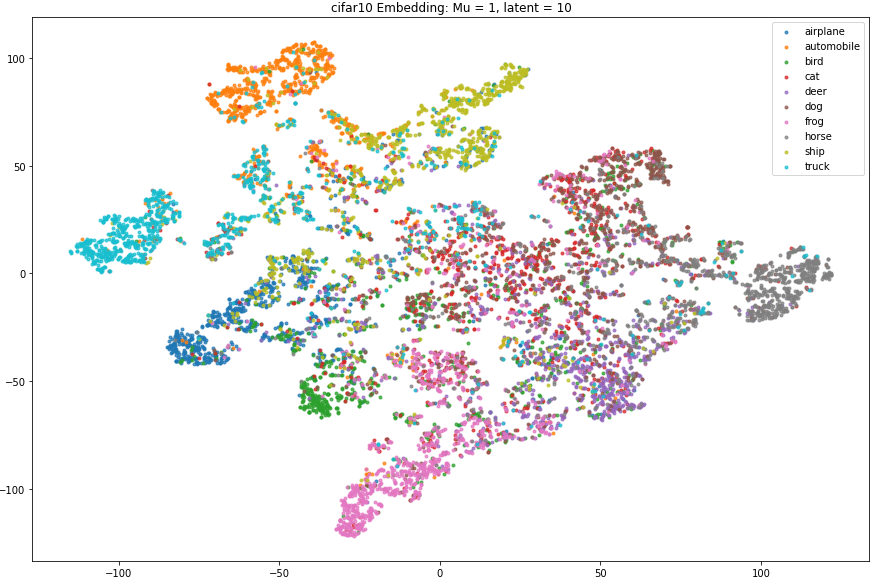 cifar10 Embedding: Mu = 1, latent = 10
airplane
automobile
bird
cat
deer
dog
frog
horse
ship
truck
100
50
0
−50
−100
−100
−50
0
50
100